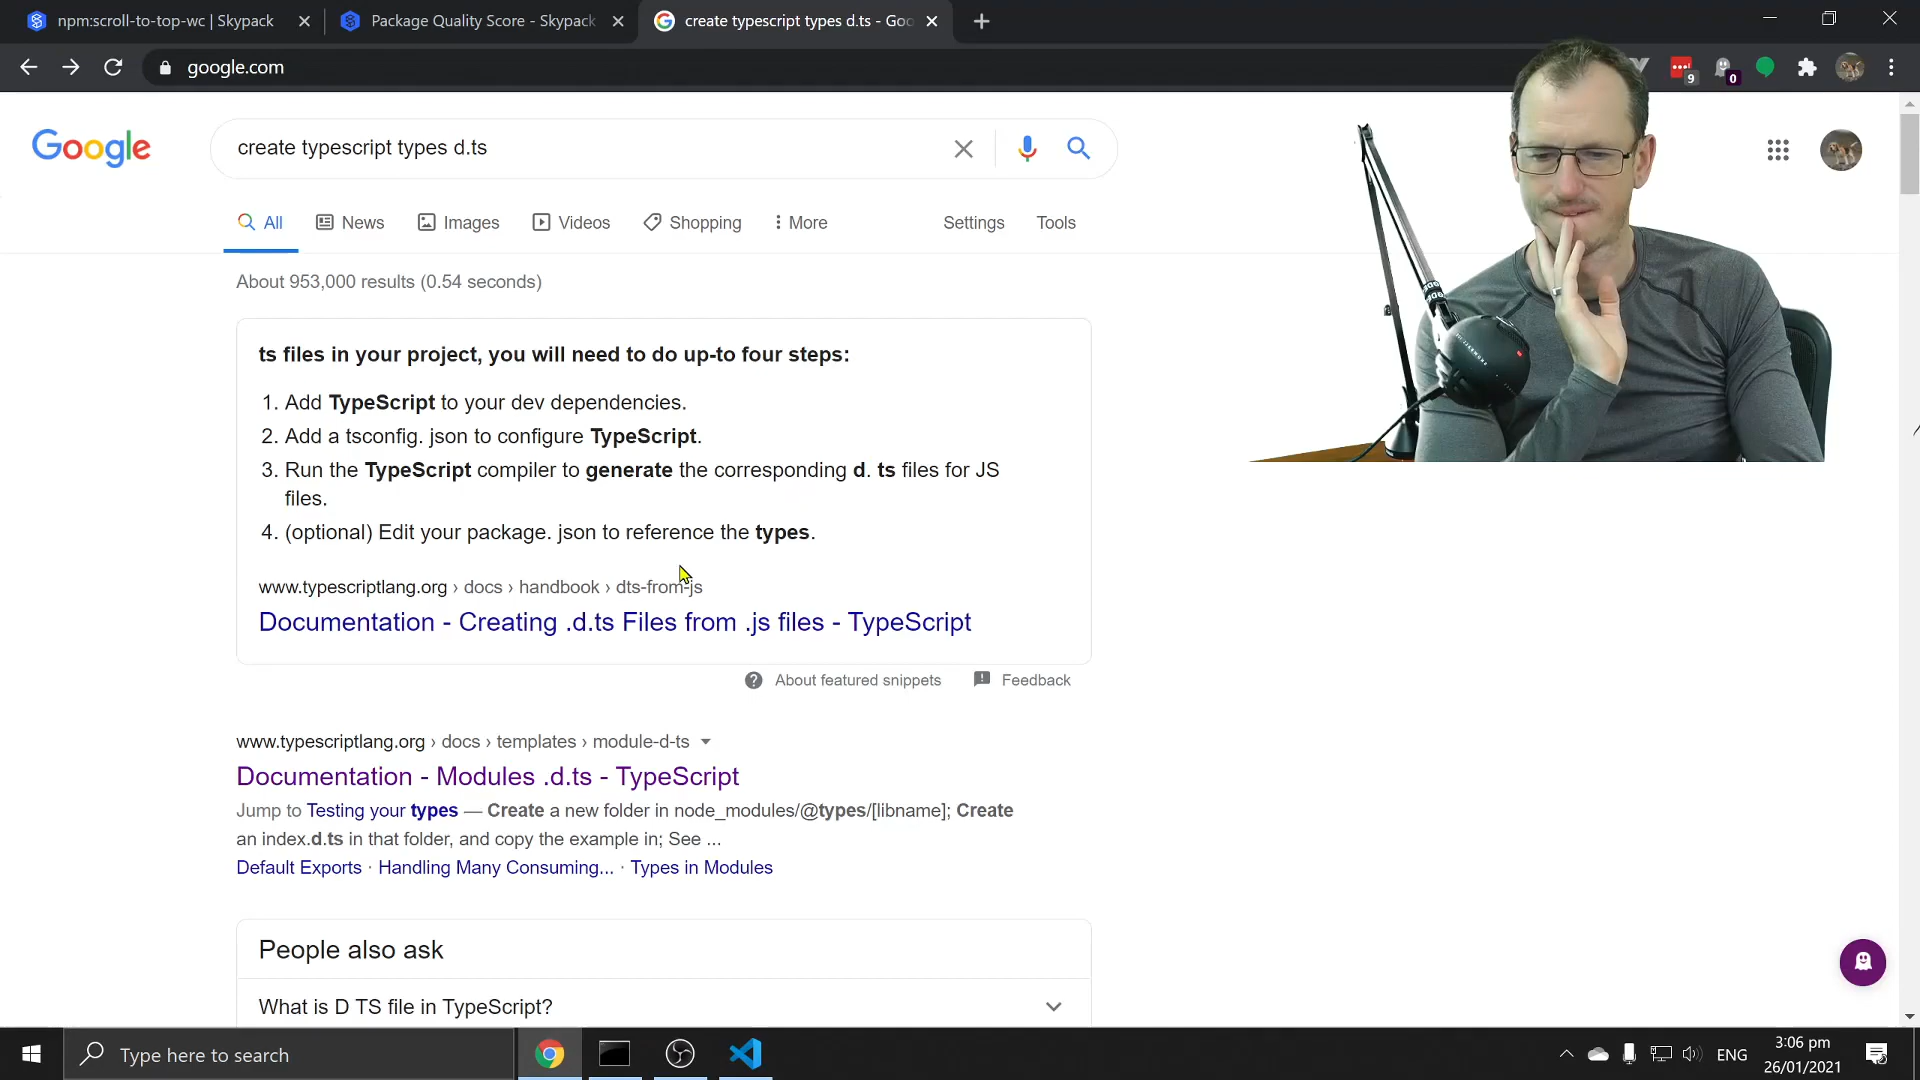 npm:scroll-to-top-wc | Skypack
Package Quality Score - Skypack
create typescript types d.ts - Goo
google.com
9
0
Google
create typescript types d.ts
All
News
Images
Videos
Shopping
More
Settings
Tools
About 953,000 results (0.54 seconds)
ts files in your project, you will need to do up-to four steps:
1. Add TypeScript to your dev dependencies.
2. Add a tsconfig. json to configure TypeScript.
3. Run the TypeScript compiler to generate the corresponding d. ts files for JS
files.
4. (optional) Edit your package. json to reference the types.
www.typescriptlang.org › docs › handbook › dts-from-js
Documentation - Creating .d.ts Files from .js files - TypeScript
About featured snippets
Feedback
www.typescriptlang.org › docs › templates › module-d-ts
Documentation - Modules .d.ts - TypeScript
Jump to Testing your types — Create a new folder in node_modules/@types/[libname]; Create
an index.d.ts in that folder, and copy the example in; See ...
Default Exports · Handling Many Consuming... · Types in Modules
People also ask
What is D TS file in TypeScript?
Type here to search
ENG
3:06 pm
26/01/2021